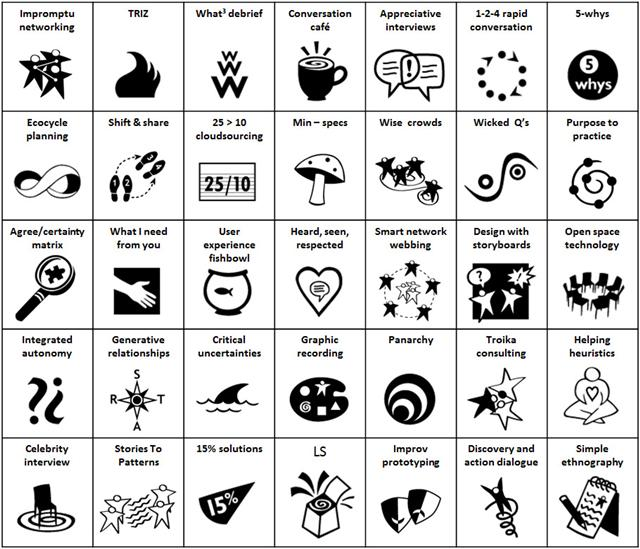 Impromptu
networking
TRIZ
What³ debrief
Conversation
café
Appreciative
interviews
1-2-4 rapid
conversation
5-whys
W W
W W
W
!
5
whys
Ecocycle
planning
Shift & share
25 > 10
cloudsourcing
Min – specs
Wise crowds
Wicked Q's
Purpose to
practice
1 2 3 4
25/10
Agree/certainty
matrix
What I need
from you
User
experience
fishbowl
Heard, seen,
respected
Smart network
webbing
Design with
storyboards
Open space
technology
? !
Integrated
autonomy
Generative
relationships
Critical
uncertainties
Graphic
recording
Panarchy
Troika
consulting
Helping
heuristics
?¿
S
R T
A
Celebrity
interview
Stories To
Patterns
15% solutions
LS
Improv
prototyping
Discovery and
action dialogue
Simple
ethnography
15%